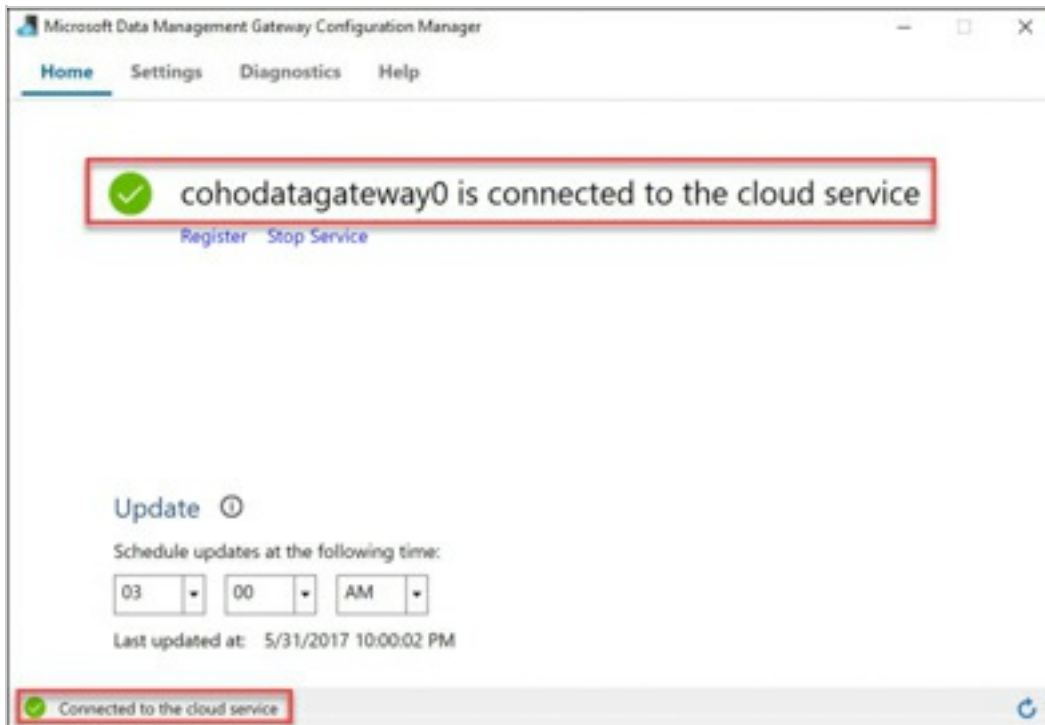 Microsoft Data Management Gateway Configuration Manager
Home Settings Diagnostics Help
cohodatagateway0 is connected to the cloud service
Register Stop Service
Update
Schedule updates at the following time:
03 00 AM
Last updated at: 5/31/2017 10:00:02 PM
Connected to the cloud service